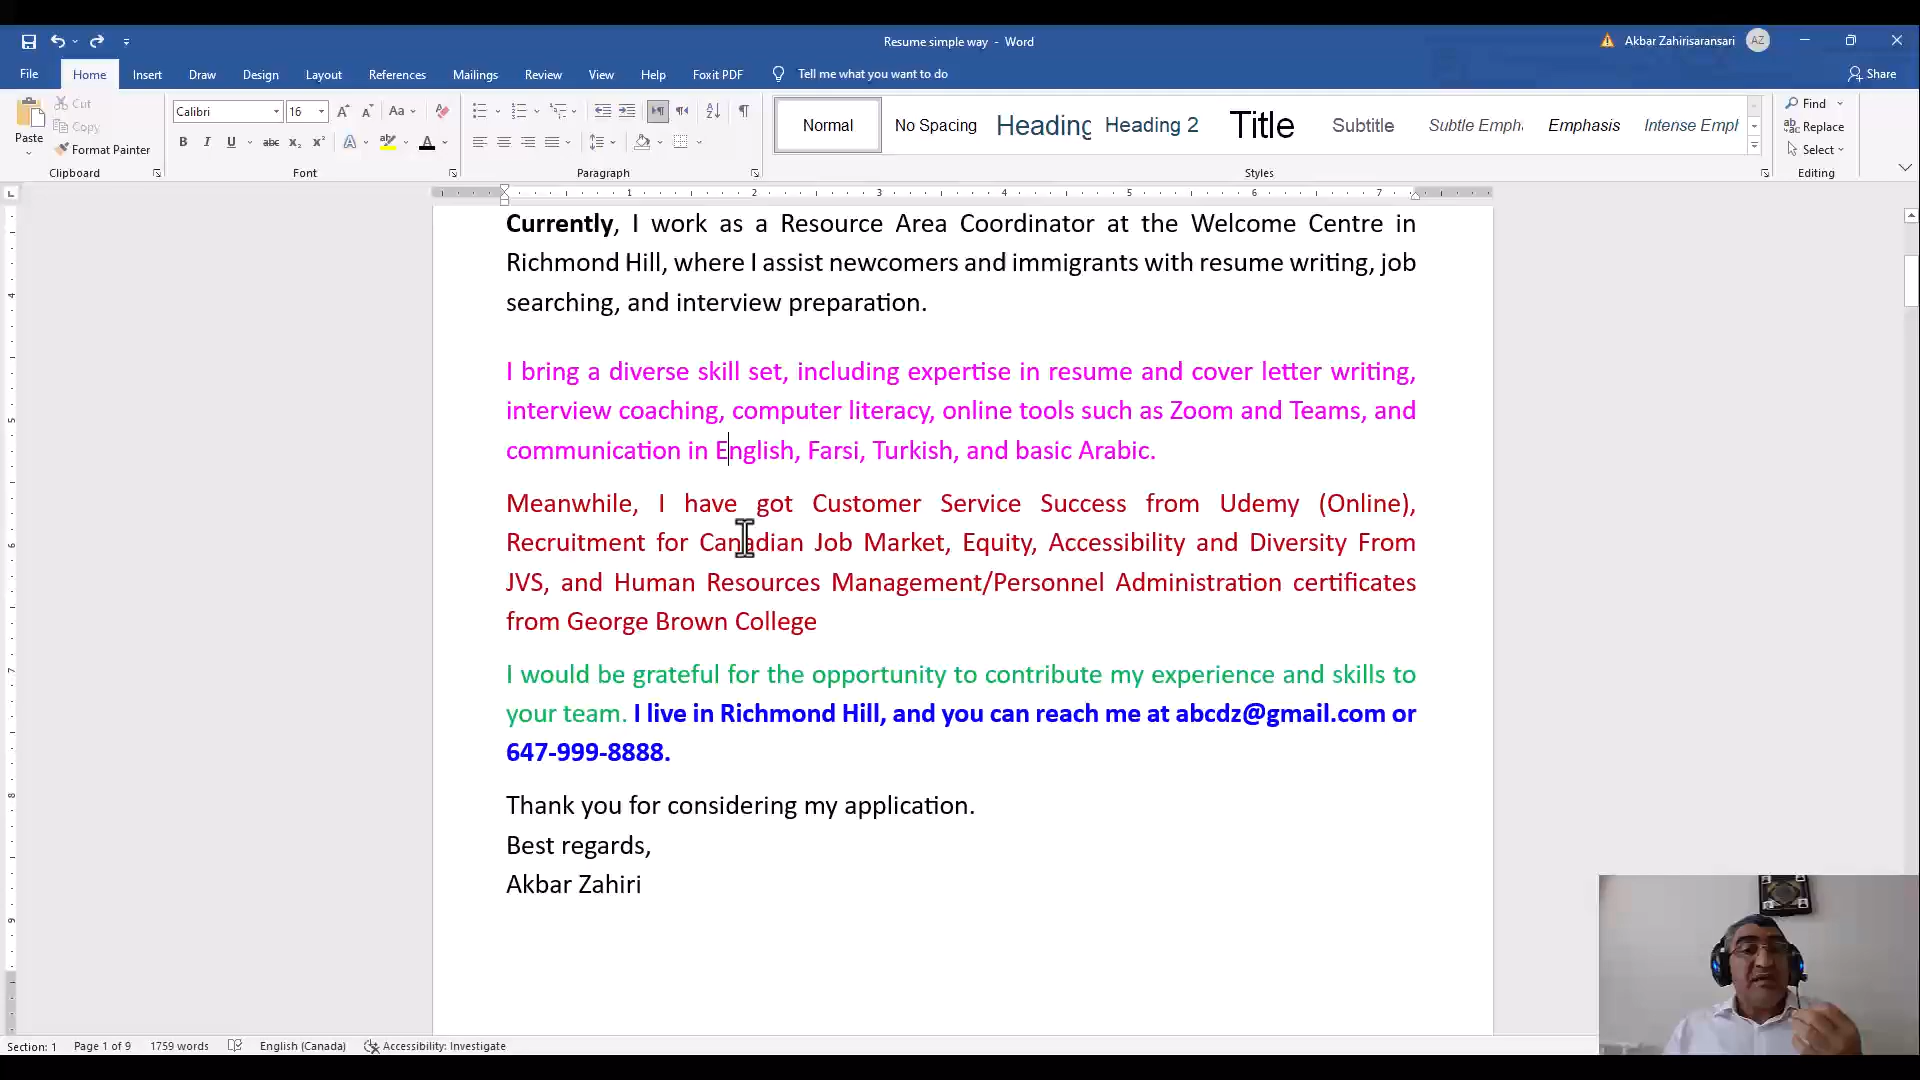 Resume simple way - Word
Akbar Zahirisaransari AZ
File Home Insert Draw Design Layout References Mailings Review View Help Foxit PDF Tell me what you want to do Share
Paste
Cut
Copy
Format Painter
Clipboard
Calibri 16
Font
Paragraph
Normal No Spacing Heading Heading 2 Title Subtitle Subtle Emph Emphasis Intense Empl
Styles
Find
Replace
Select
Editing
1 2 3 4 5 6 7
Currently, I work as a Resource Area Coordinator at the Welcome Centre in
Richmond Hill, where I assist newcomers and immigrants with resume writing, job
searching, and interview preparation.
I bring a diverse skill set, including expertise in resume and cover letter writing,
interview coaching, computer literacy, online tools such as Zoom and Teams, and
communication in English, Farsi, Turkish, and basic Arabic.
Meanwhile, I have got Customer Service Success from Udemy (Online),
Recruitment for Canadian Job Market, Equity, Accessibility and Diversity From
JVS, and Human Resources Management/Personnel Administration certificates
from George Brown College
I would be grateful for the opportunity to contribute my experience and skills to
your team. I live in Richmond Hill, and you can reach me at abcdz@gmail.com or
647-999-8888.
Thank you for considering my application.
Best regards,
Akbar Zahiri
Section: 1 Page 1 of 9 1759 words English (Canada) Accessibility: Investigate